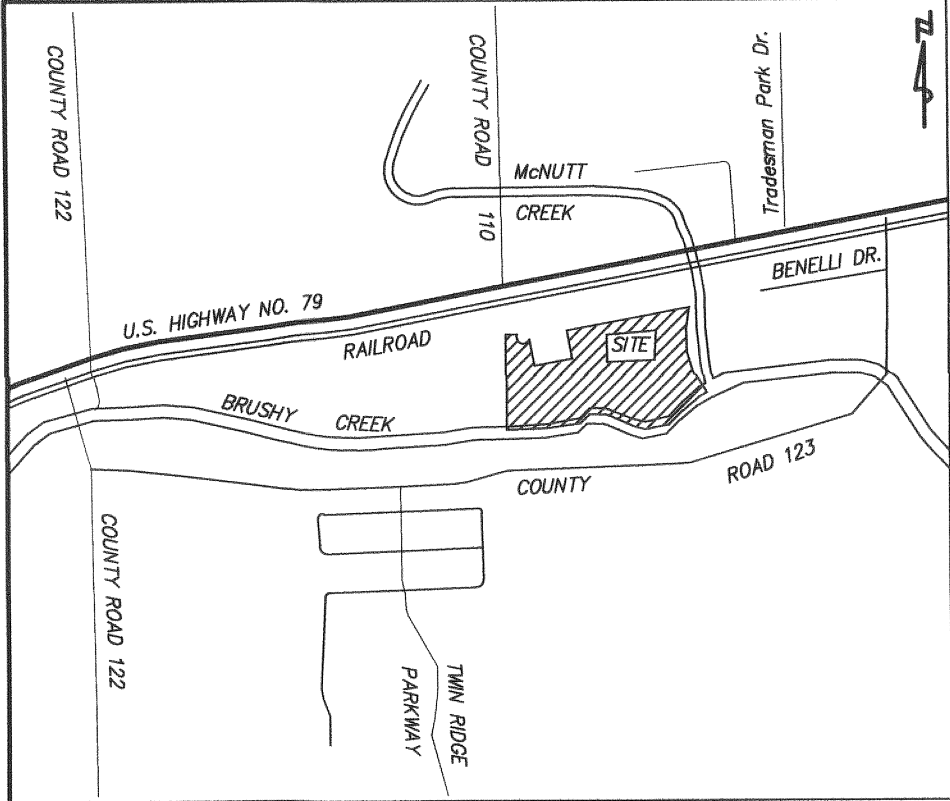 COUNTY ROAD 122
COUNTY ROAD 110
Tradesman Park Dr.
N
McNUTT
CREEK
BENELLI DR.
U.S. HIGHWAY NO. 79
RAILROAD
SITE
BRUSHY CREEK
COUNTY ROAD 123
COUNTY ROAD 122
TWIN RIDGE
PARKWAY